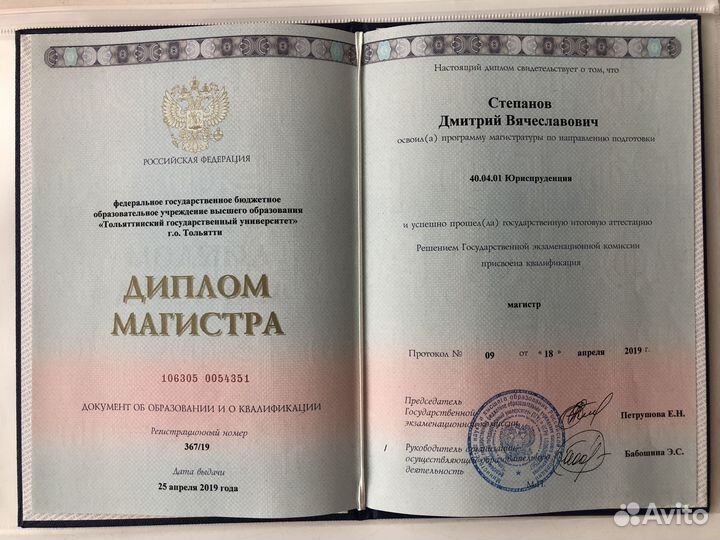 РОССИЙСКАЯ ФЕДЕРАЦИЯ
федеральное государственное бюджетное
образовательное учреждение высшего образования
«Тольяттинский государственный университет»
г.о. Тольятти
ДИПЛОМ
МАГИСТРА
106305 0054351
ДОКУМЕНТ ОБ ОБРАЗОВАНИИ И О КВАЛИФИКАЦИИ
Регистрационный номер
367/19
Дата выдачи
25 апреля 2019 года
Настоящий диплом свидетельствует о том, что
Степанов
Дмитрий Вячеславович
освоил(а) программу магистратуры по направлению подготовки
40.04.01 Юриспруденция
и успешно прошел(ла) государственную итоговую аттестацию
Решением Государственной экзаменационной комиссии
присвоена квалификация
магистр
Протокол № 09 от «18» апреля 2019 г.
Председатель
Государственной
экзаменационной комиссии
Петрушова Е.Н.
Руководитель организации,
осуществляющей образовательную
деятельность
Бабошина Э.С.
М.П.
Avito